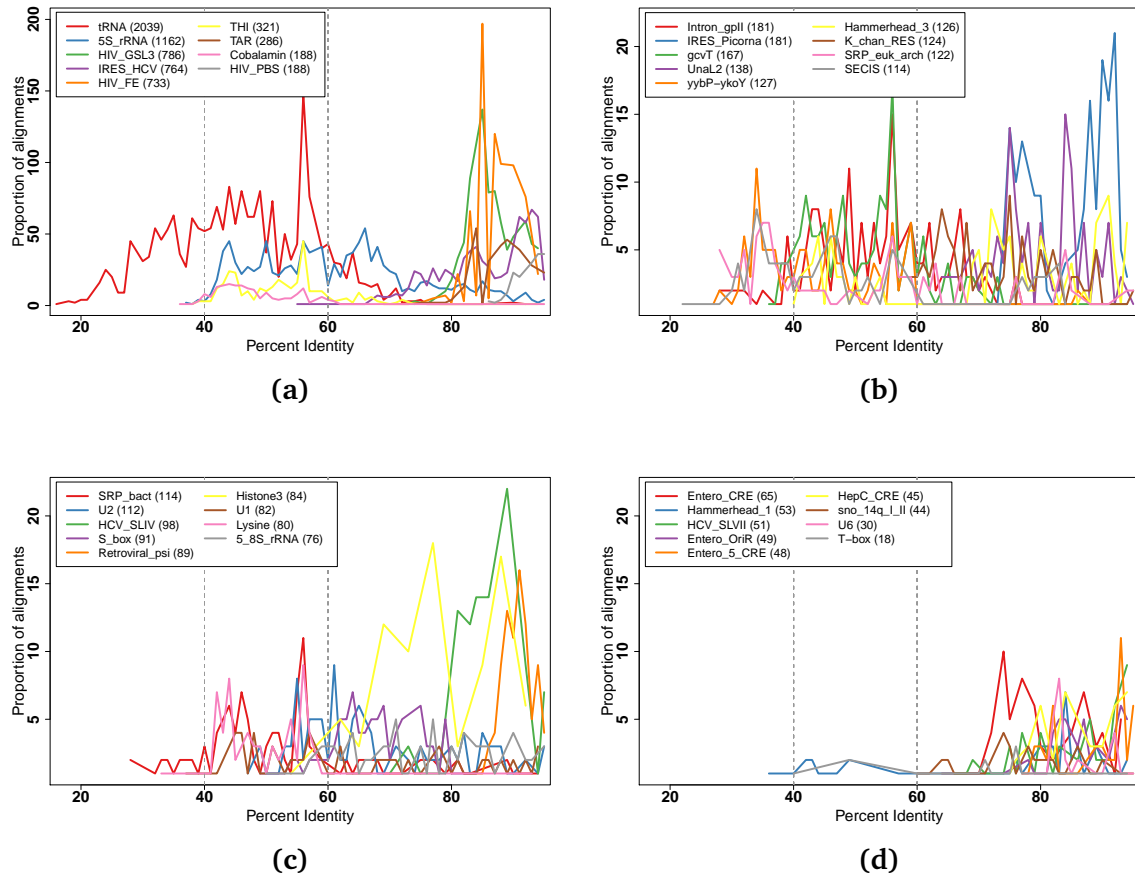 tRNA (2039)
5S_rRNA (1162)
HIV_GSL3 (786)
IRES_HCV (764)
HIV_FE (733)
THI (321)
TAR (286)
Cobalamin (188)
HIV_PBS (188)
Proportion of alignments
0
50
100
150
200
20
40
60
80
Percent Identity
(a)
Intron_gpII (181)
IRES_Picorna (181)
gcvT (167)
UnaL2 (138)
yybP−ykoY (127)
Hammerhead_3 (126)
K_chan_RES (124)
SRP_euk_arch (122)
SECIS (114)
Proportion of alignments
5
10
15
20
20
40
60
80
Percent Identity
(b)
SRP_bact (114)
U2 (112)
HCV_SLIV (98)
S_box (91)
Retroviral_psi (89)
Histone3 (84)
U1 (82)
Lysine (80)
5_8S_rRNA (76)
Proportion of alignments
5
10
15
20
20
40
60
80
Percent Identity
(c)
Entero_CRE (65)
Hammerhead_1 (53)
HCV_SLVII (51)
Entero_OriR (49)
Entero_5_CRE (48)
HepC_CRE (45)
sno_14q_I_II (44)
U6 (30)
T−box (18)
Proportion of alignments
5
10
15
20
20
40
60
80
Percent Identity
(d)